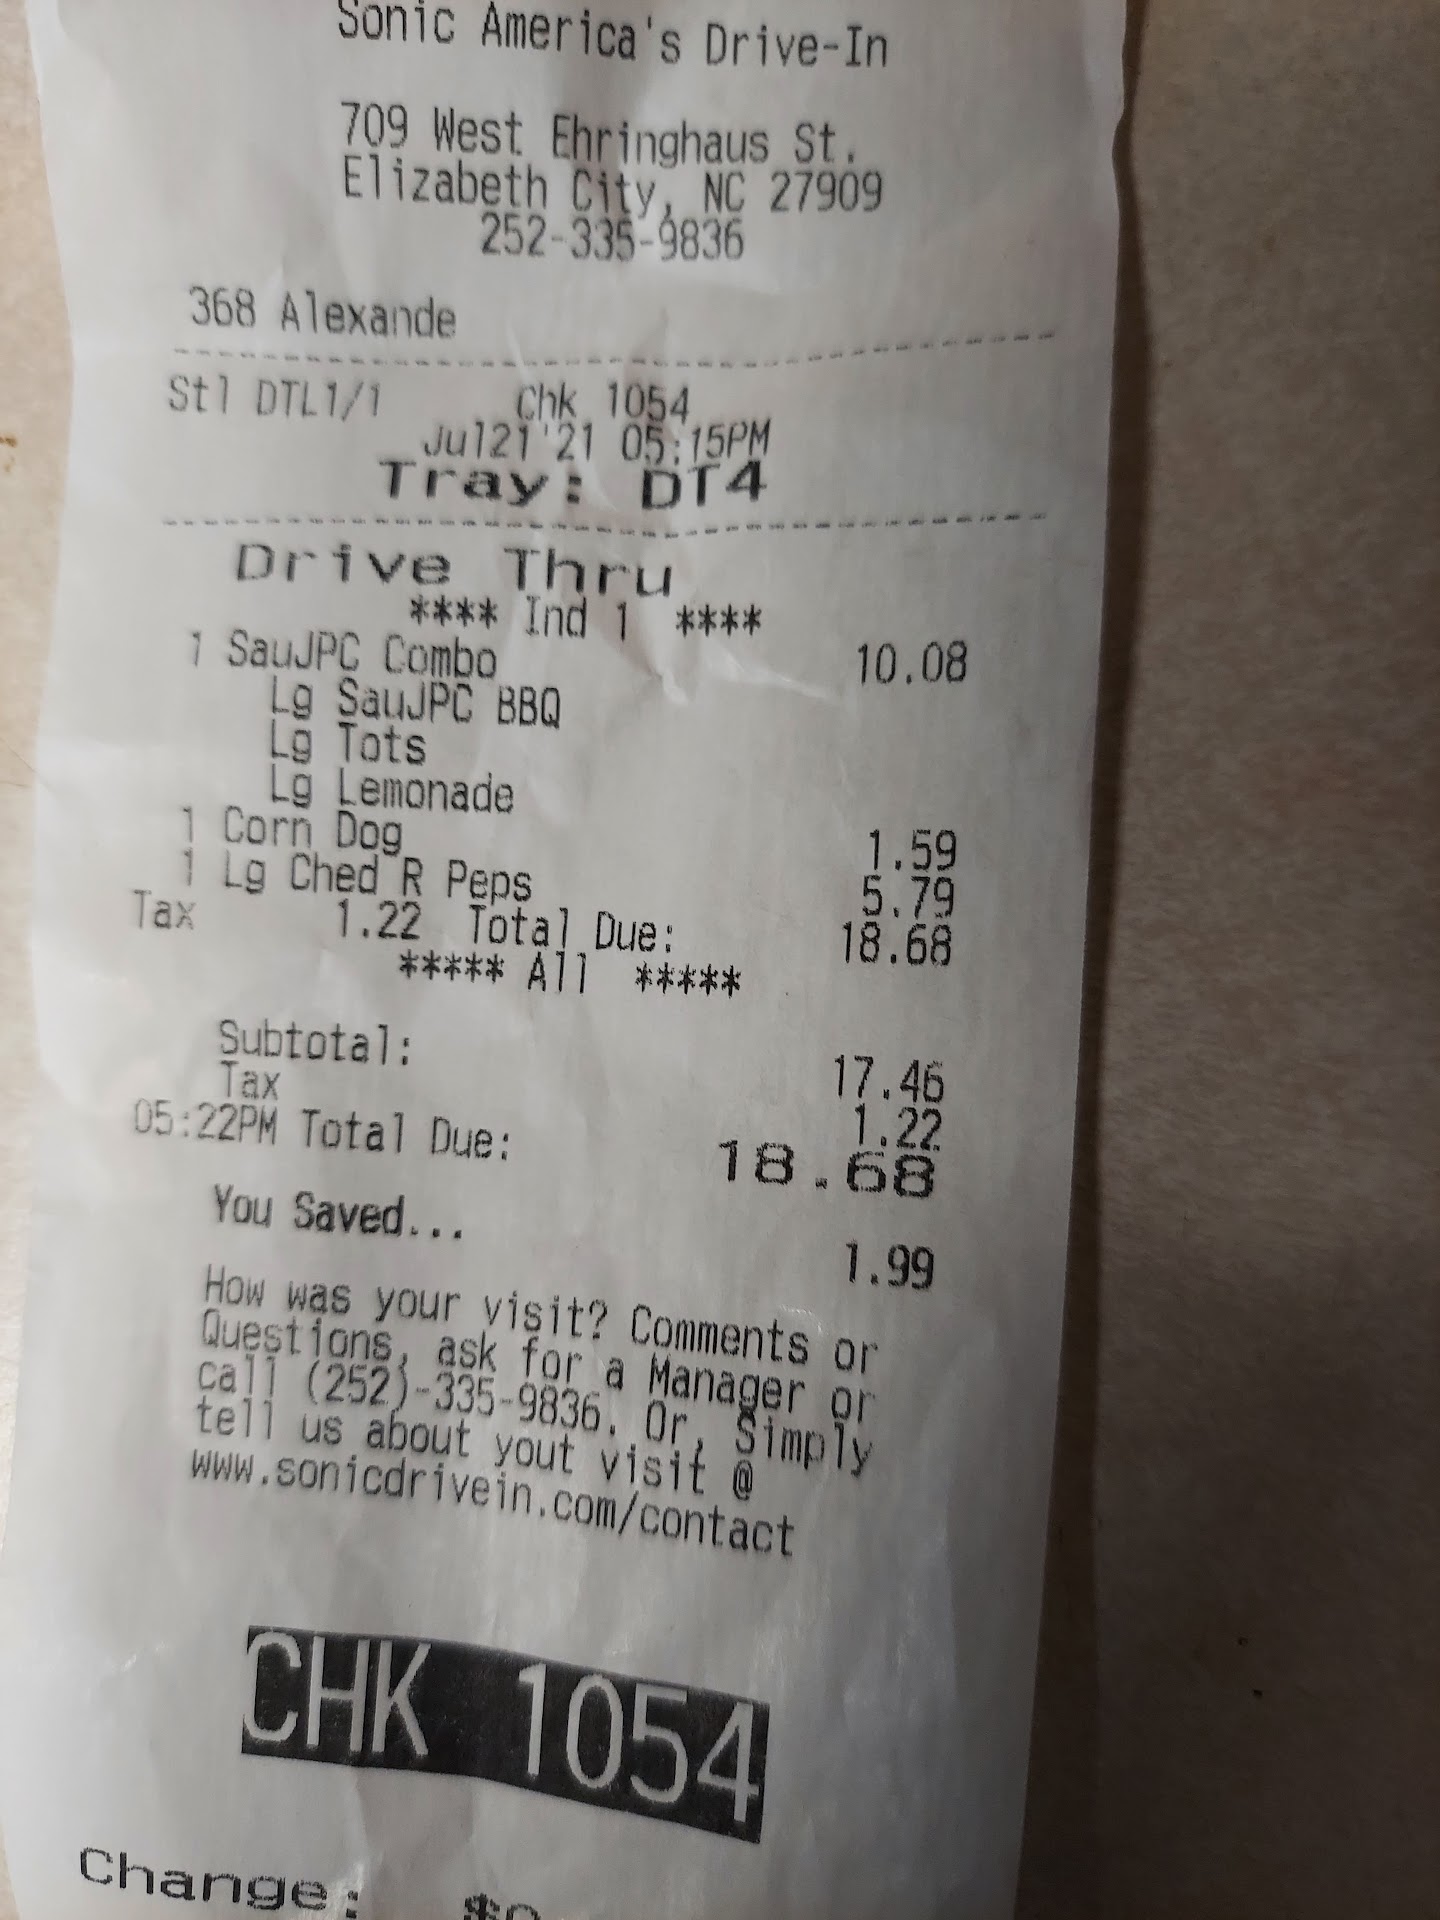 Sonic America's Drive-In
709 West Ehringhaus St.
Elizabeth City, NC 27909
252-335-9836
368 Alexande
Stl DTL1/1 Chk 1054
Jul21'21 05:15PM
Tray: DT4
Drive Thru
**** Ind 1 ****
1 SauJPC Combo 10.08
Lg SauJPC BBQ
Lg Tots
Lg Lemonade
1 Corn Dog 1.59
1 Lg Ched R Peps 5.79
Tax 1.22 Total Due: 18.68
***** All *****
Subtotal: 17.46
Tax 1.22
05:22PM Total Due: 18.68
You Saved... 1.99
How was your visit? Comments or
Questions, ask for a Manager or
call (252)-335-9836. Or, Simply
tell us about yout visit @
www.sonicdrivein.com/contact
CHK 1054
Change: